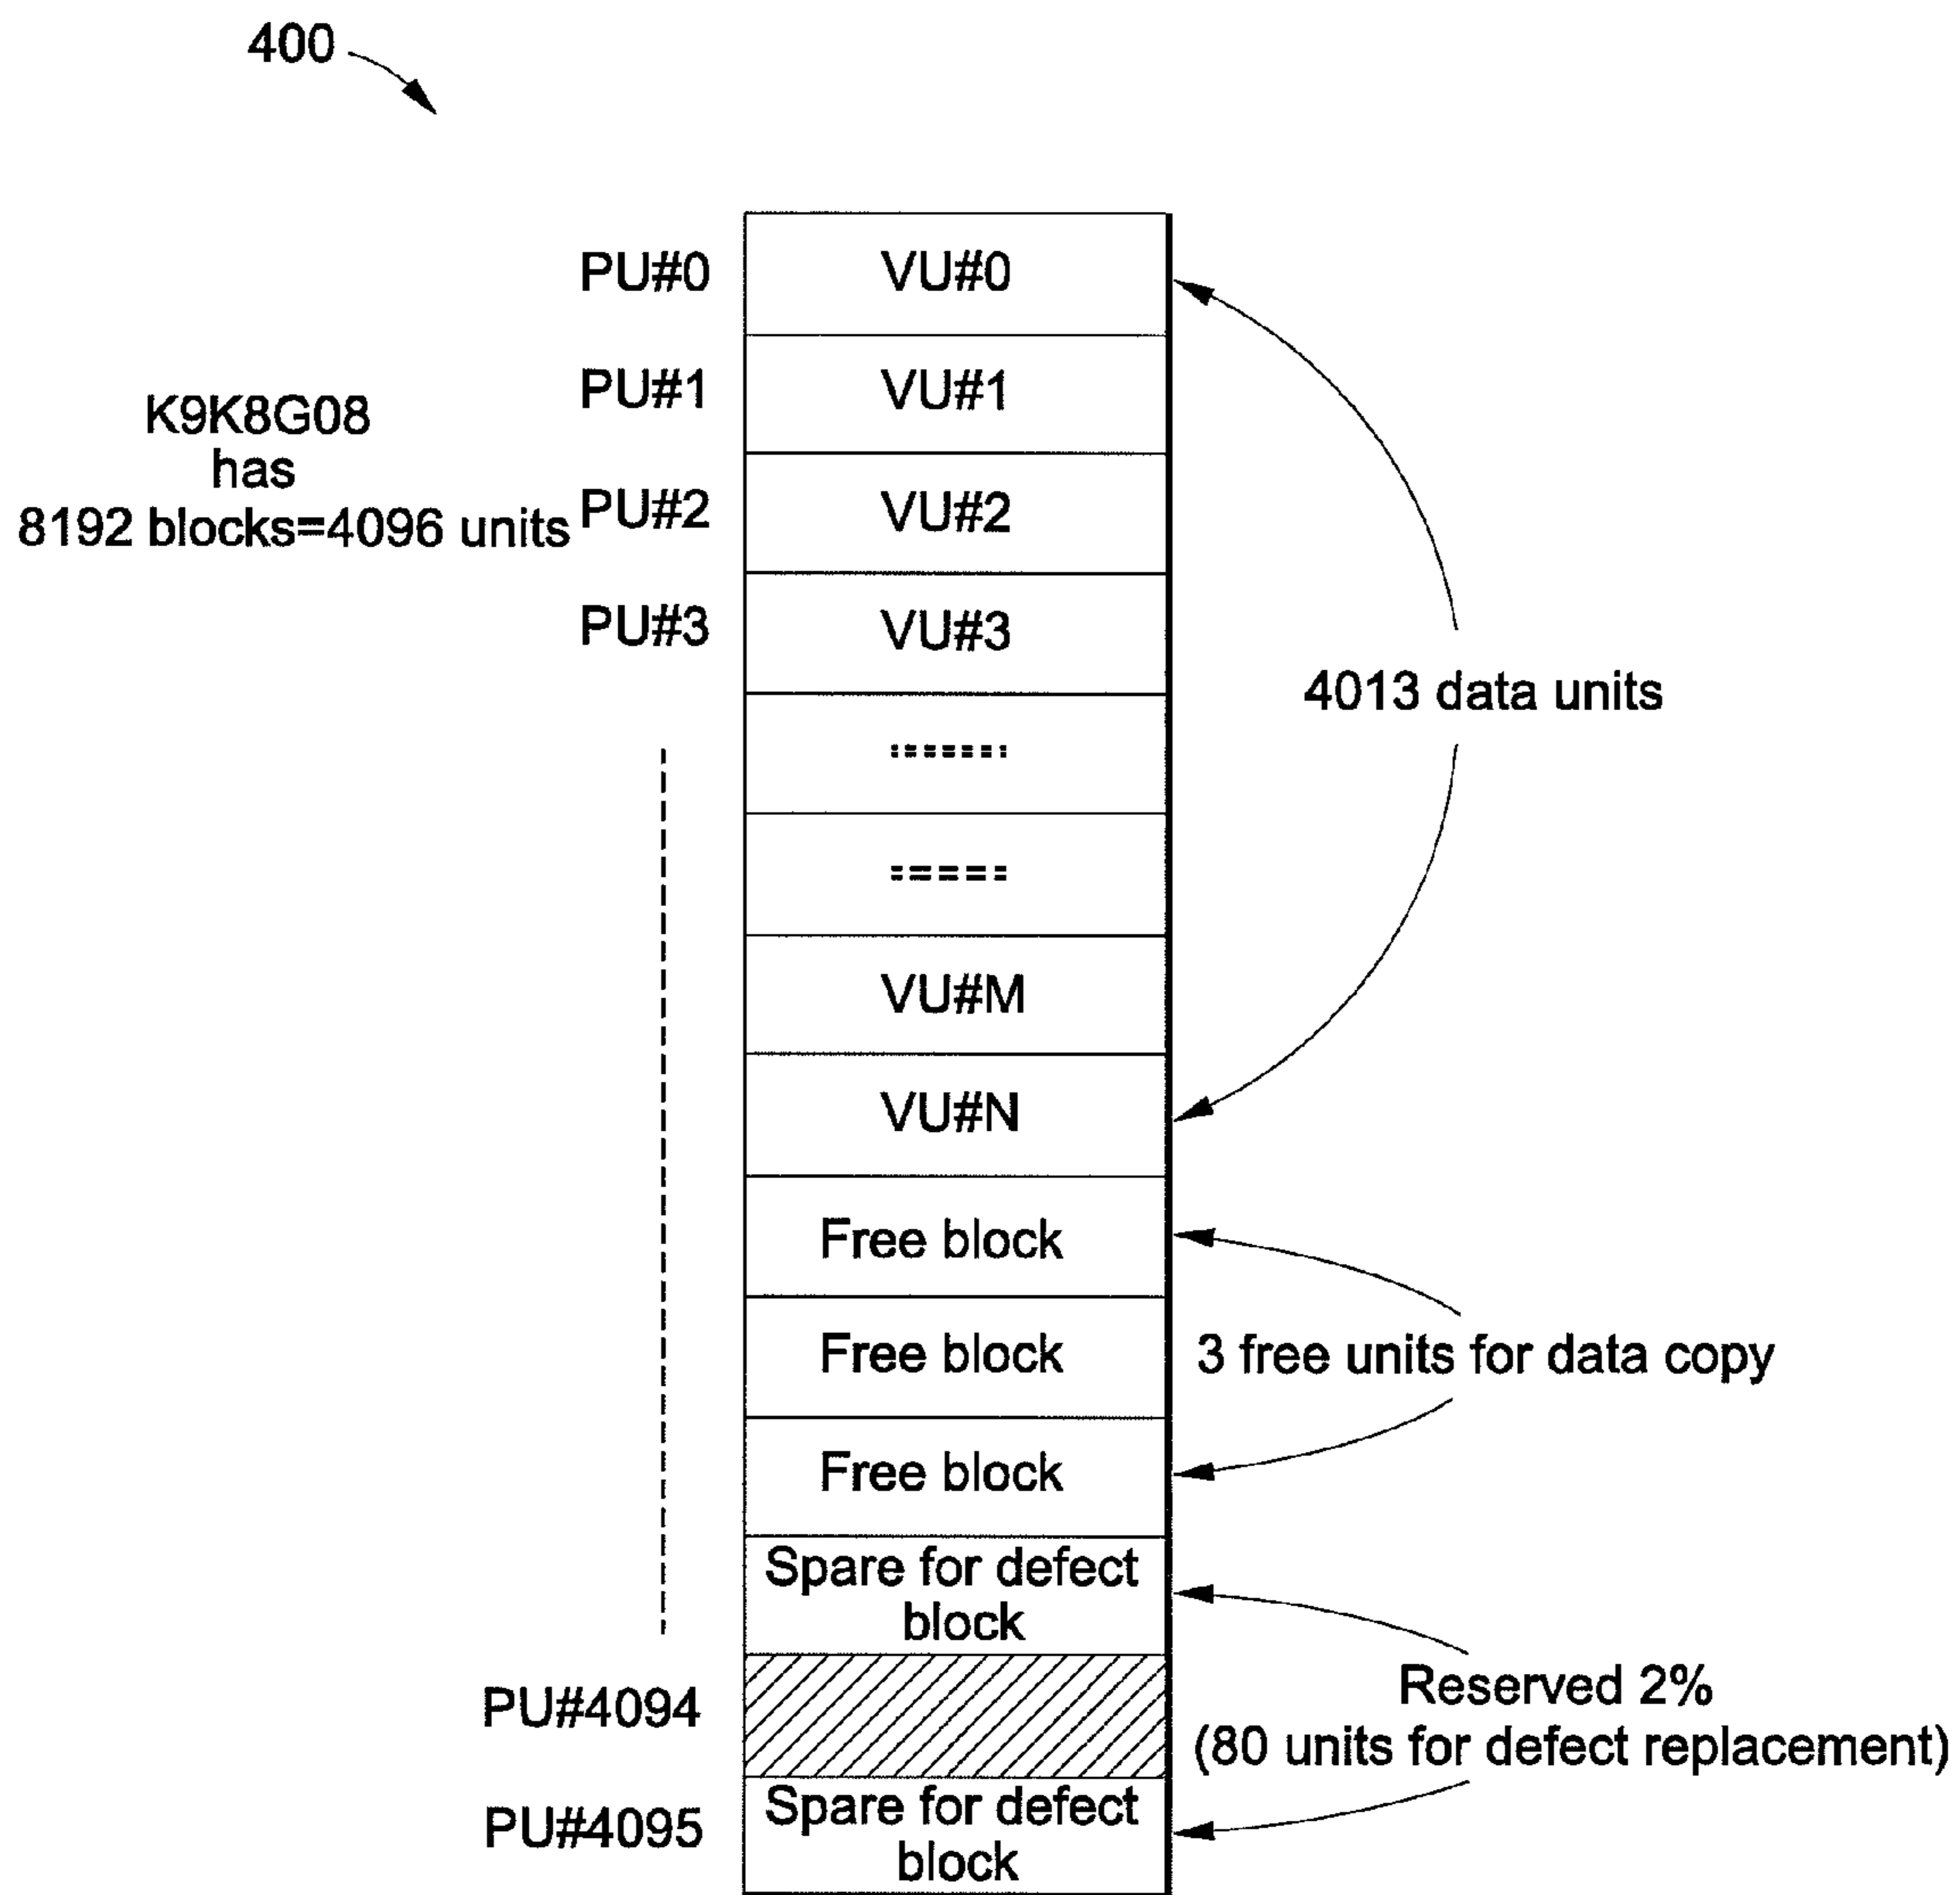 400
PU#0 VU#0
PU#1 VU#1
K9K8G08
has
8192 blocks=4096 units
PU#2 VU#2
PU#3 VU#3
4013 data units
VU#M
VU#N
Free block
Free block
3 free units for data copy
Free block
Spare for defect
block
PU#4094
Reserved 2%
(80 units for defect replacement)
PU#4095
Spare for defect
block